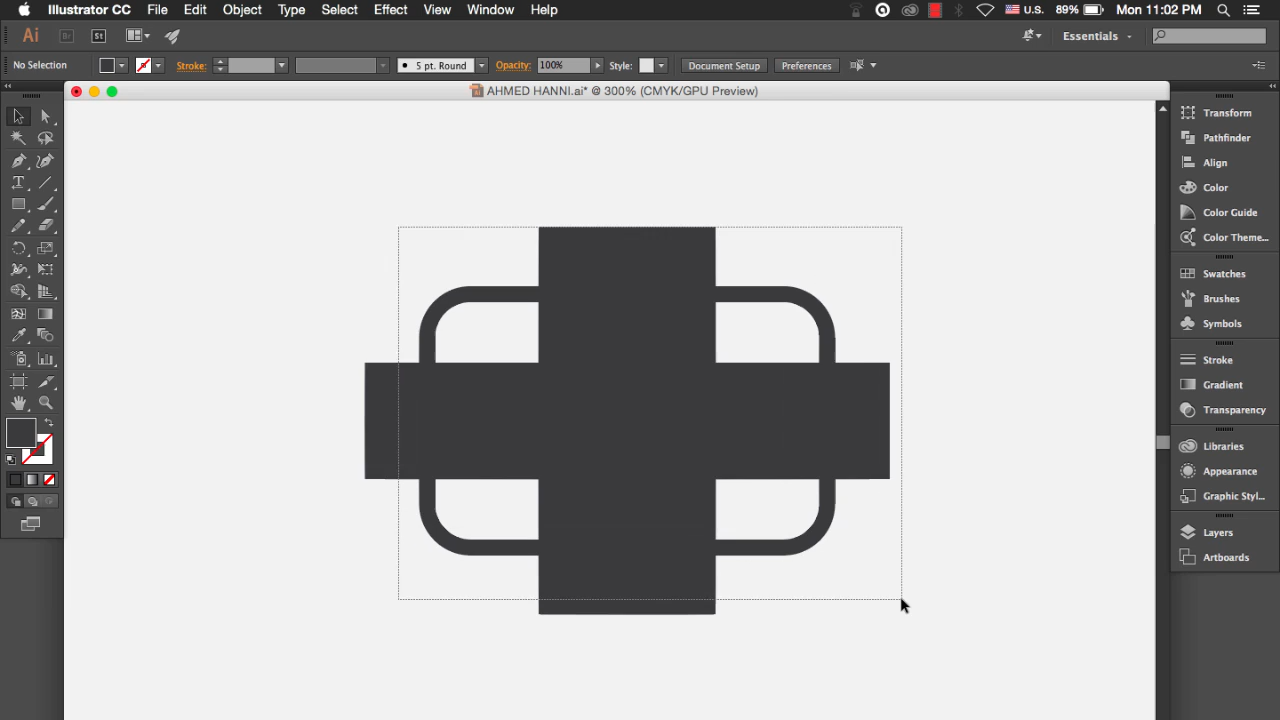 Illustrator CC File Edit Object Type Select Effect View Window Help U.S. 89% Mon 11:02 PM
Ai Br St Essentials
No Selection Stroke: 5 pt. Round Opacity: 100% Style: Document Setup Preferences
AHMED HANNI.ai* @ 300% (CMYK/GPU Preview)
Transform
Pathfinder
Align
Color
Color Guide
Color Theme...
Swatches
Brushes
Symbols
Stroke
Gradient
Transparency
Libraries
Appearance
Graphic Styl...
Layers
Artboards